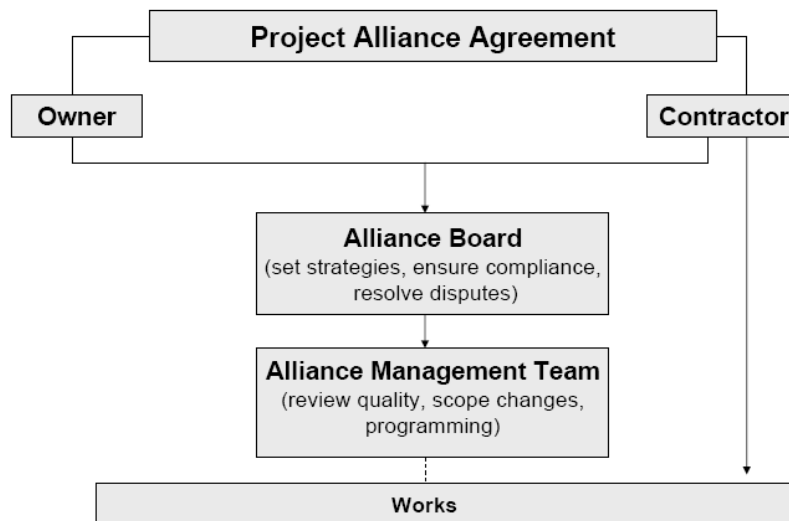 Project Alliance Agreement
Owner
Contractor
Alliance Board
(set strategies, ensure compliance,
resolve disputes)
Alliance Management Team
(review quality, scope changes,
programming)
Works